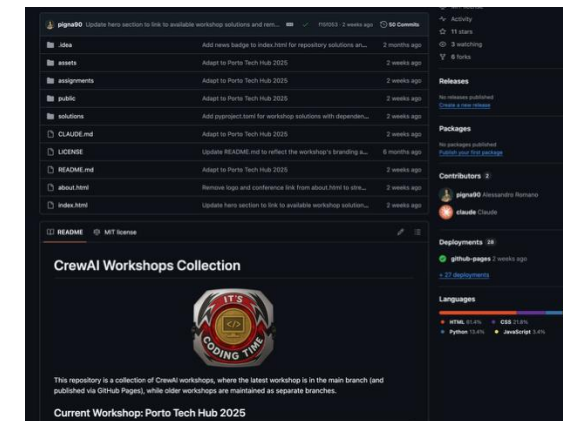 Activity
11 stars
3 watching
6 forks
pigna90 Update hero section to link to available workshop solutions and rem... 2 weeks ago 50 Commits
.idea Add news badge to index.html for repository solutions an... 2 months ago
assets Adapt to Porto Tech Hub 2025 2 weeks ago
assignments Adapt to Porto Tech Hub 2025 2 weeks ago
public Adapt to Porto Tech Hub 2025 2 weeks ago
solutions Add pyproject.toml for workshop solutions with dependen... 2 weeks ago
CLAUDE.md Adapt to Porto Tech Hub 2025 2 weeks ago
LICENSE Update README.md to reflect the workshop's branding a... 6 months ago
README.md Adapt to Porto Tech Hub 2025 2 weeks ago
about.html Remove logo and conference link from about.html to stre... 2 weeks ago
index.html Update hero section to link to available workshop solution... 2 weeks ago
README MIT license
CrewAI Workshops Collection
IT'S
</>
CODING TIME
This repository is a collection of CrewAI workshops, where the latest workshop is in the main branch (and
published via GitHub Pages), while older workshops are maintained as separate branches.
Current Workshop: Porto Tech Hub 2025
Releases
No releases published
Create a new release
Packages
No packages published
Publish your first package
Contributors 2
pigna90 Alessandro Romano
claude Claude
Deployments 28
github-pages 2 weeks ago
+ 27 deployments
Languages
HTML 61.4% CSS 21.8%
Python 13.4% JavaScript 3.4%